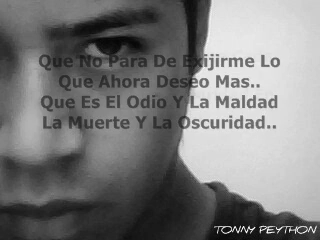 Que No Para De Exijirme Lo
Que Ahora Deseo Mas..
Que Es El Odio Y La Maldad
La Muerte Y La Oscuridad..
TONNY PEYTHON